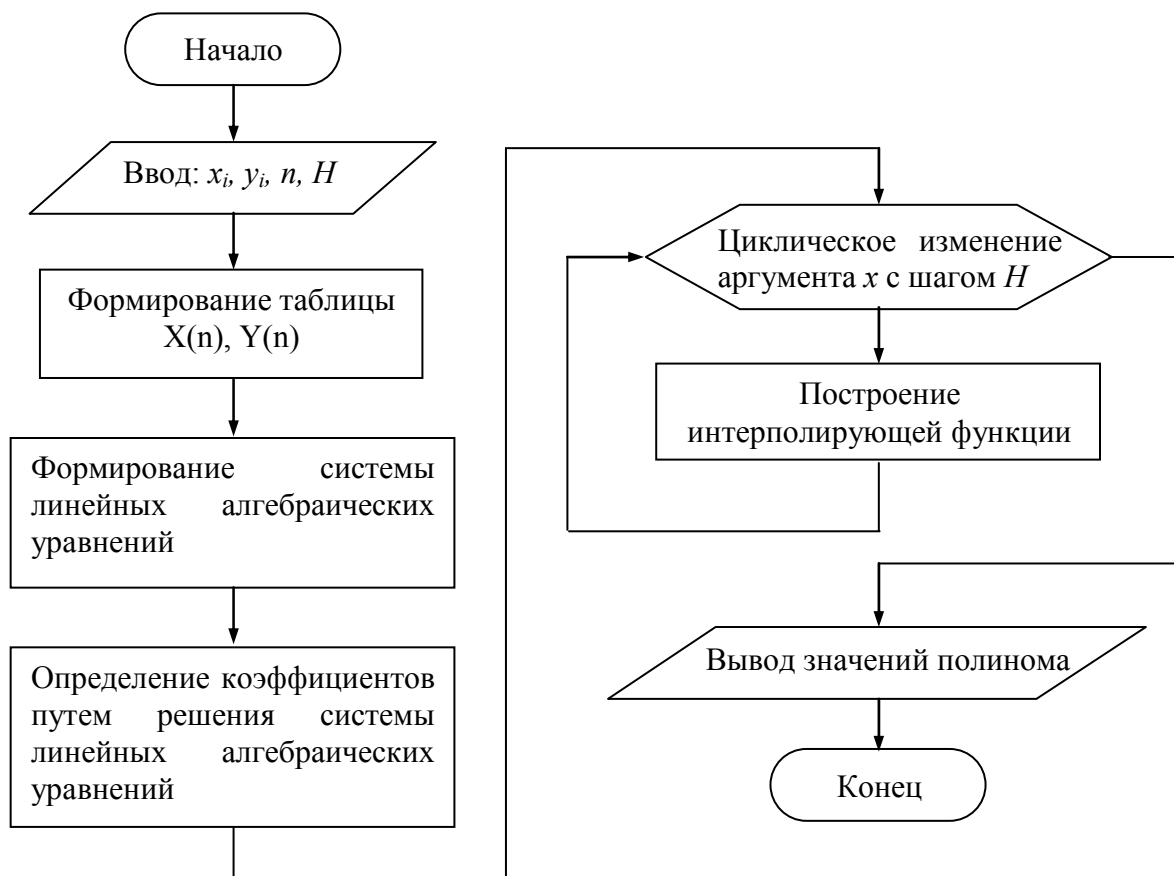 Начало
Ввод: xᵢ, yᵢ, n, H
Формирование таблицы
X(n), Y(n)
Формирование системы
линейных алгебраических
уравнений
Определение коэффициентов
путем решения системы
линейных алгебраических
уравнений
Циклическое изменение
аргумента x с шагом H
Построение
интерполирующей функции
Вывод значений полинома
Конец